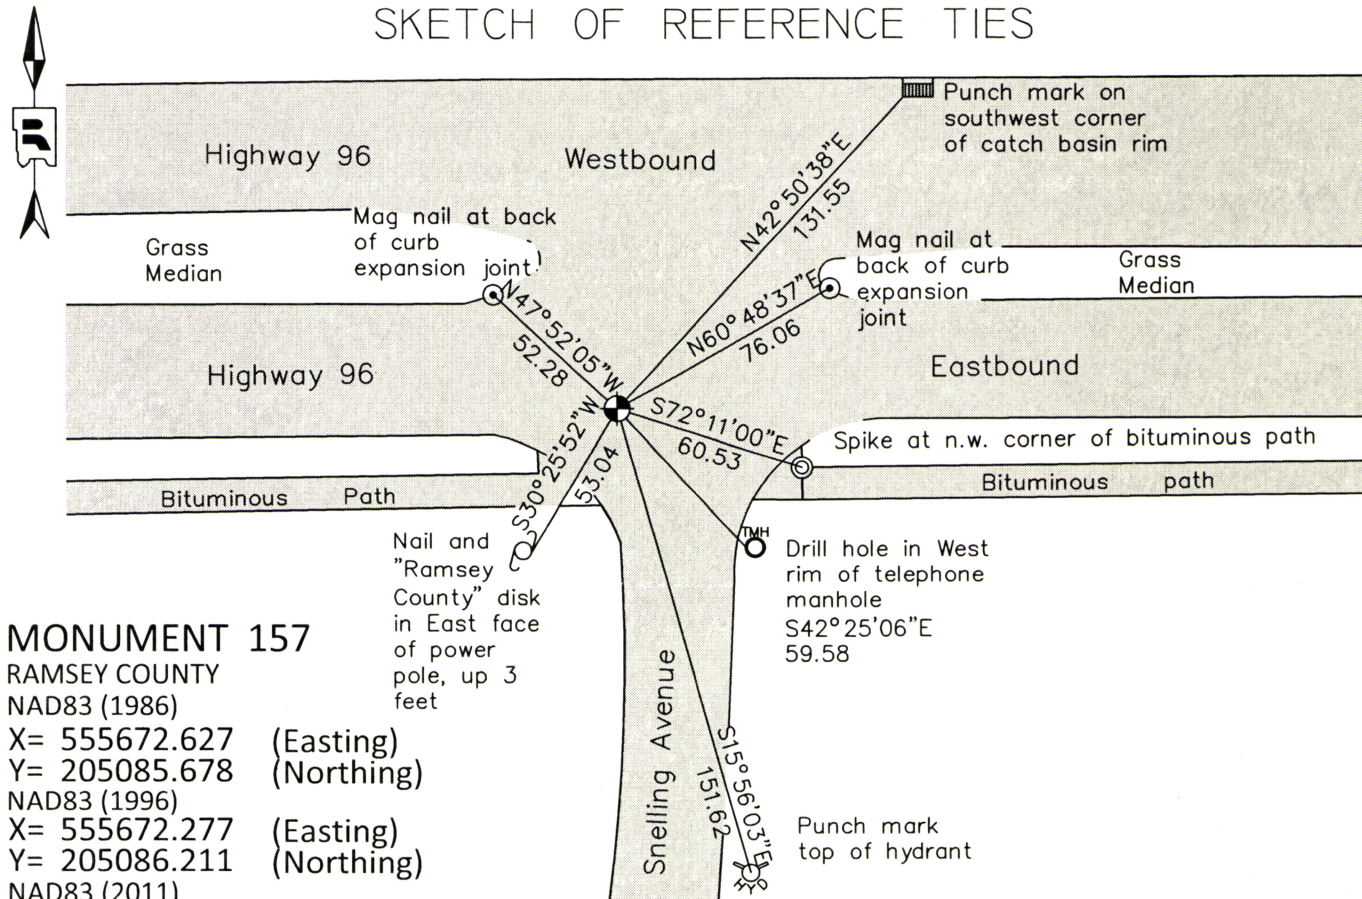 SKETCH OF REFERENCE TIES
R
Punch mark on
southwest corner
of catch basin rim
Highway 96
Westbound
N42°50'38"E
131.55
Mag nail at back
of curb
expansion joint
Grass
Median
Mag nail at
back of curb
expansion
joint
Grass
Median
N47°52'05"W
52.28
N60°48'37"E
76.06
Highway 96
Eastbound
S72°11'00"E
60.53
Spike at n.w. corner of bituminous path
S30°25'52"W
53.04
Bituminous Path
Bituminous path
TMH
Nail and
"Ramsey
County" disk
in East face
of power
pole, up 3
feet
Drill hole in West
rim of telephone
manhole
S42°25'06"E
59.58
MONUMENT 157
RAMSEY COUNTY
NAD83 (1986)
X= 555672.627 (Easting)
Y= 205085.678 (Northing)
NAD83 (1996)
X= 555672.277 (Easting)
Y= 205086.211 (Northing)
NAD83 (2011)
Snelling Avenue
S15°56'03"E
151.62
Punch mark
top of hydrant
HYD